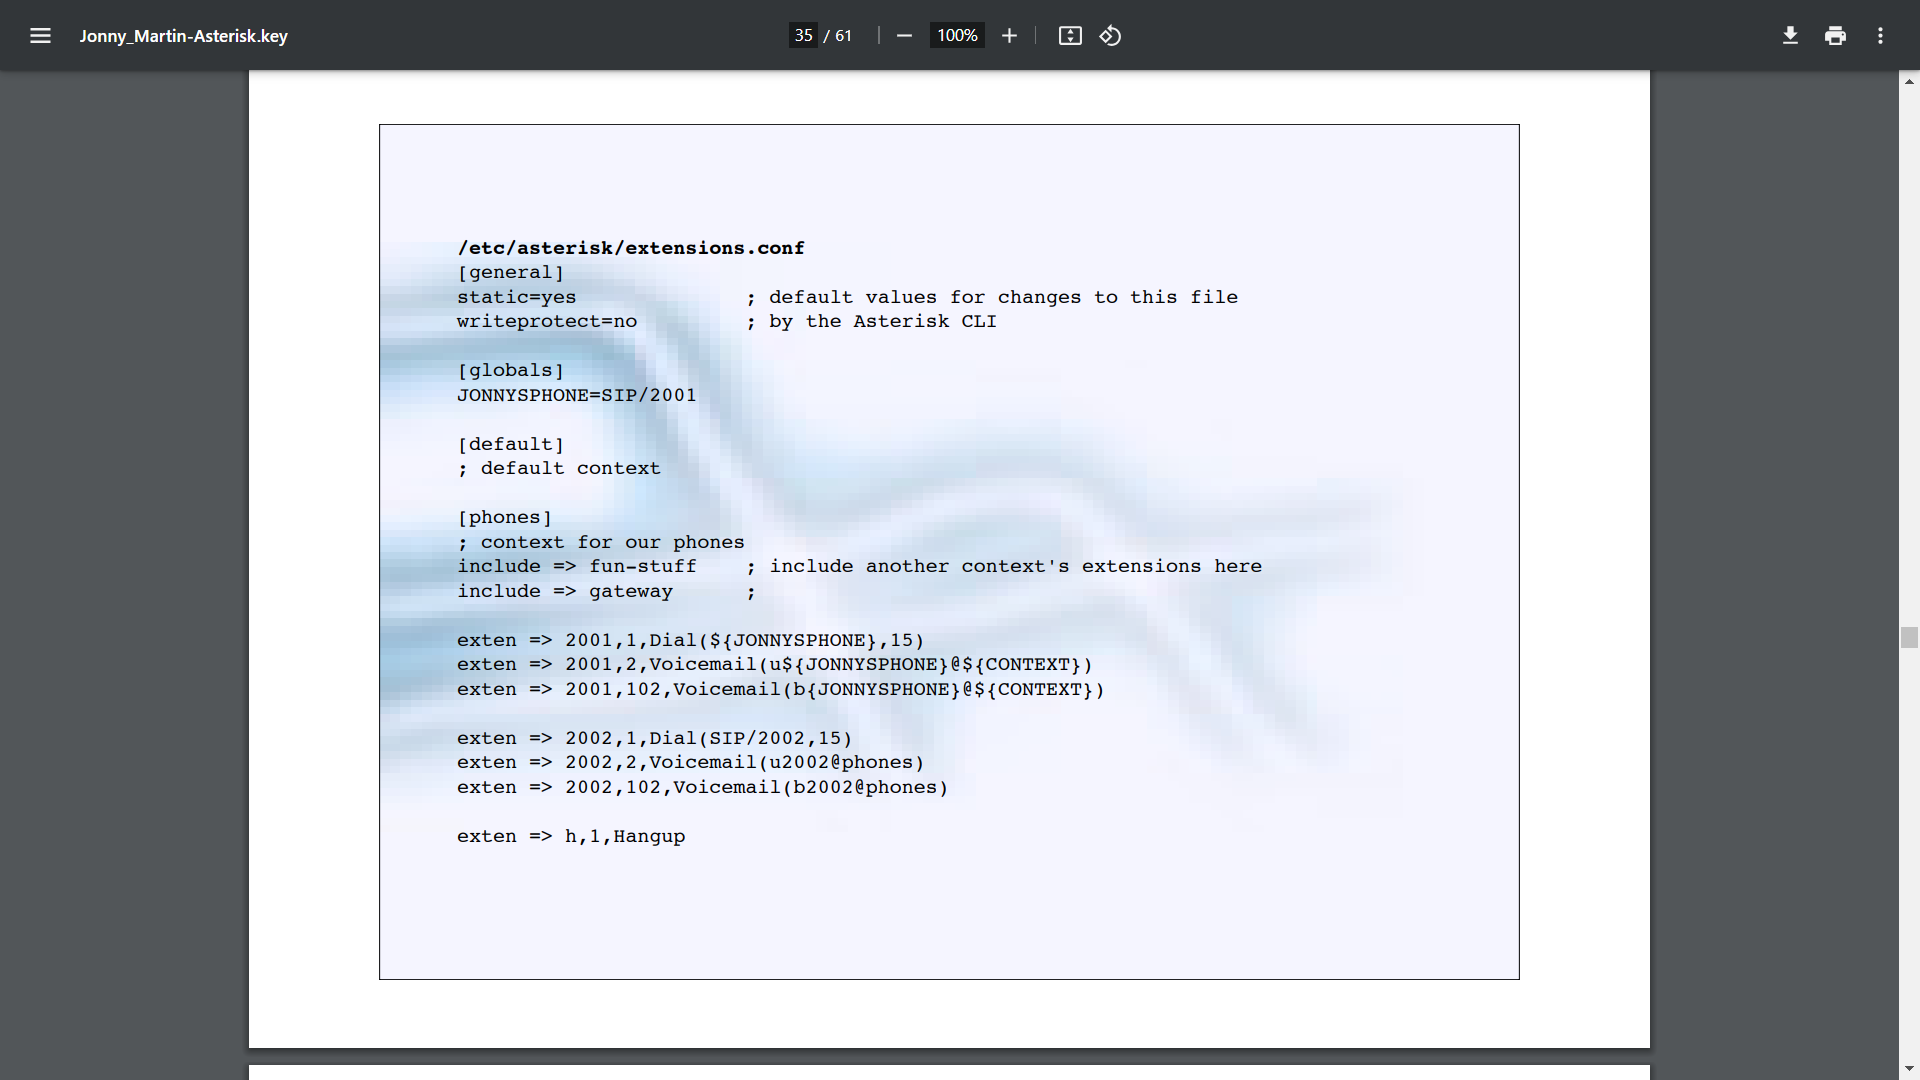 Jonny_Martin-Asterisk.key
35 / 61
100%
/etc/asterisk/extensions.conf
[general]
static=yes ; default values for changes to this file
writeprotect=no ; by the Asterisk CLI
[globals]
JONNYSPHONE=SIP/2001
[default]
; default context
[phones]
; context for our phones
include => fun-stuff ; include another context's extensions here
include => gateway ;
exten => 2001,1,Dial(${JONNYSPHONE},15)
exten => 2001,2,Voicemail(u${JONNYSPHONE}@${CONTEXT})
exten => 2001,102,Voicemail(b{JONNYSPHONE}@${CONTEXT})
exten => 2002,1,Dial(SIP/2002,15)
exten => 2002,2,Voicemail(u2002@phones)
exten => 2002,102,Voicemail(b2002@phones)
exten => h,1,Hangup